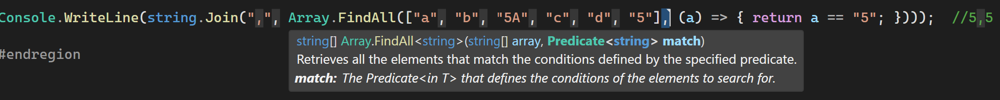 Console.WriteLine(string.Join(",", Array.FindAll(["a", "b", "5A", "c", "d", "5"], (a) => { return a == "5"; })));  //5,5
string[] Array.FindAll<string>(string[] array, Predicate<string> match)
#endregion
Retrieves all the elements that match the conditions defined by the specified predicate.
match: The Predicate<in T> that defines the conditions of the elements to search for.